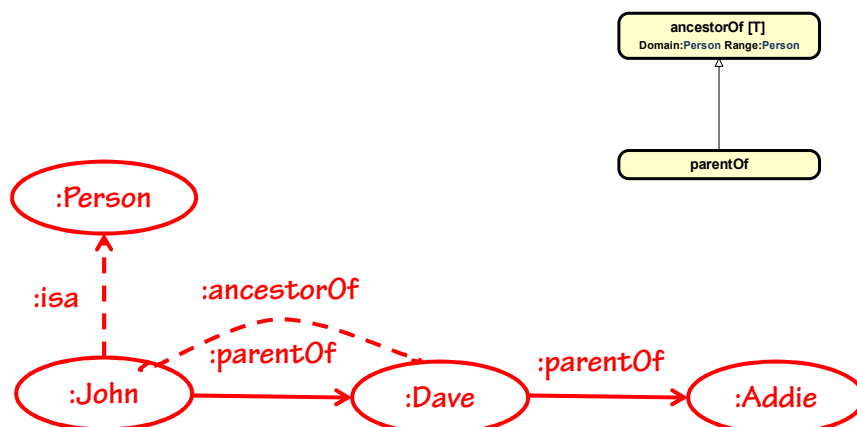 ancestorOf [T]
Domain:Person Range:Person
parentOf
:Person
:isa
:ancestorOf
:parentOf
:parentOf
:John
:Dave
:Addie